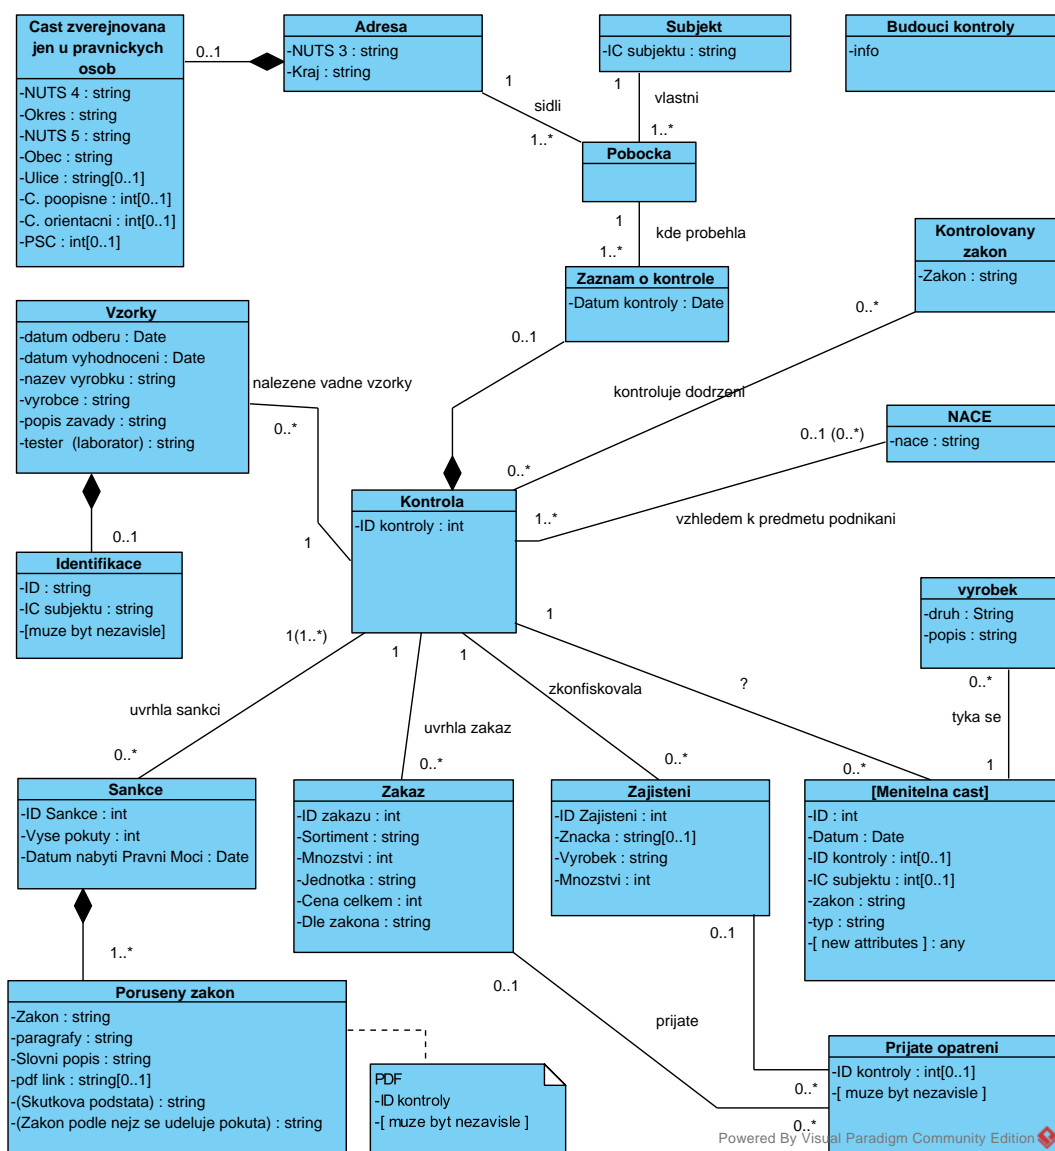 Cast zverejnovana
jen u pravnickych
osob
-NUTS 4 : string
-Okres : string
-NUTS 5 : string
-Obec : string
-Ulice : string[0..1]
-C. poopisne : int[0..1]
-C. orientacni : int[0..1]
-PSC : int[0..1]
0..1
Adresa
-NUTS 3 : string
-Kraj : string
1
sidli
1..*
Subjekt
-IC subjektu : string
1
vlastni
1..*
Budouci kontroly
-info
Pobocka
1
kde probehla
1..*
Kontrolovany
zakon
-Zakon : string
0..*
Zaznam o kontrole
-Datum kontroly : Date
0..1
Vzorky
-datum odberu : Date
-datum vyhodnoceni : Date
-nazev vyrobku : string
-vyrobce : string
-popis zavady : string
-tester  (laborator) : string
nalezene vadne vzorky
0..*
1
kontroluje dodrzeni
0..*
NACE
-nace : string
0..1 (0..*)
1..*
vzhledem k predmetu podnikani
0..1
Identifikace
-ID : string
-IC subjektu : string
-[muze byt nezavisle]
Kontrola
-ID kontroly : int
vyrobek
-druh : String
-popis : string
0..*
tyka se
1
1(1..*)
uvrhla sankci
0..*
1
uvrhla zakaz
0..*
1
zkonfiskovala
0..*
1
?
0..*
Sankce
-ID Sankce : int
-Vyse pokuty : int
-Datum nabyti Pravni Moci : Date
1..*
Zakaz
-ID zakazu : int
-Sortiment : string
-Mnozstvi : int
-Jednotka : string
-Cena celkem : int
-Dle zakona : string
0..1
Zajisteni
-ID Zajisteni : int
-Znacka : string[0..1]
-Vyrobek : string
-Mnozstvi : int
0..1
[Menitelna cast]
-ID : int
-Datum : Date
-ID kontroly : int[0..1]
-IC subjektu : int[0..1]
-zakon : string
-typ : string
-[ new attributes ] : any
prijate
0..*
0..*
Poruseny zakon
-Zakon : string
-paragrafy : string
-Slovni popis : string
-pdf link : string[0..1]
-(Skutkova podstata) : string
-(Zakon podle nejz se udeluje pokuta) : string
PDF
-ID kontroly
-[ muze byt nezavisle ]
Prijate opatreni
-ID kontroly : int[0..1]
-[ muze byt nezavisle ]
Powered By Visual Paradigm Community Edition